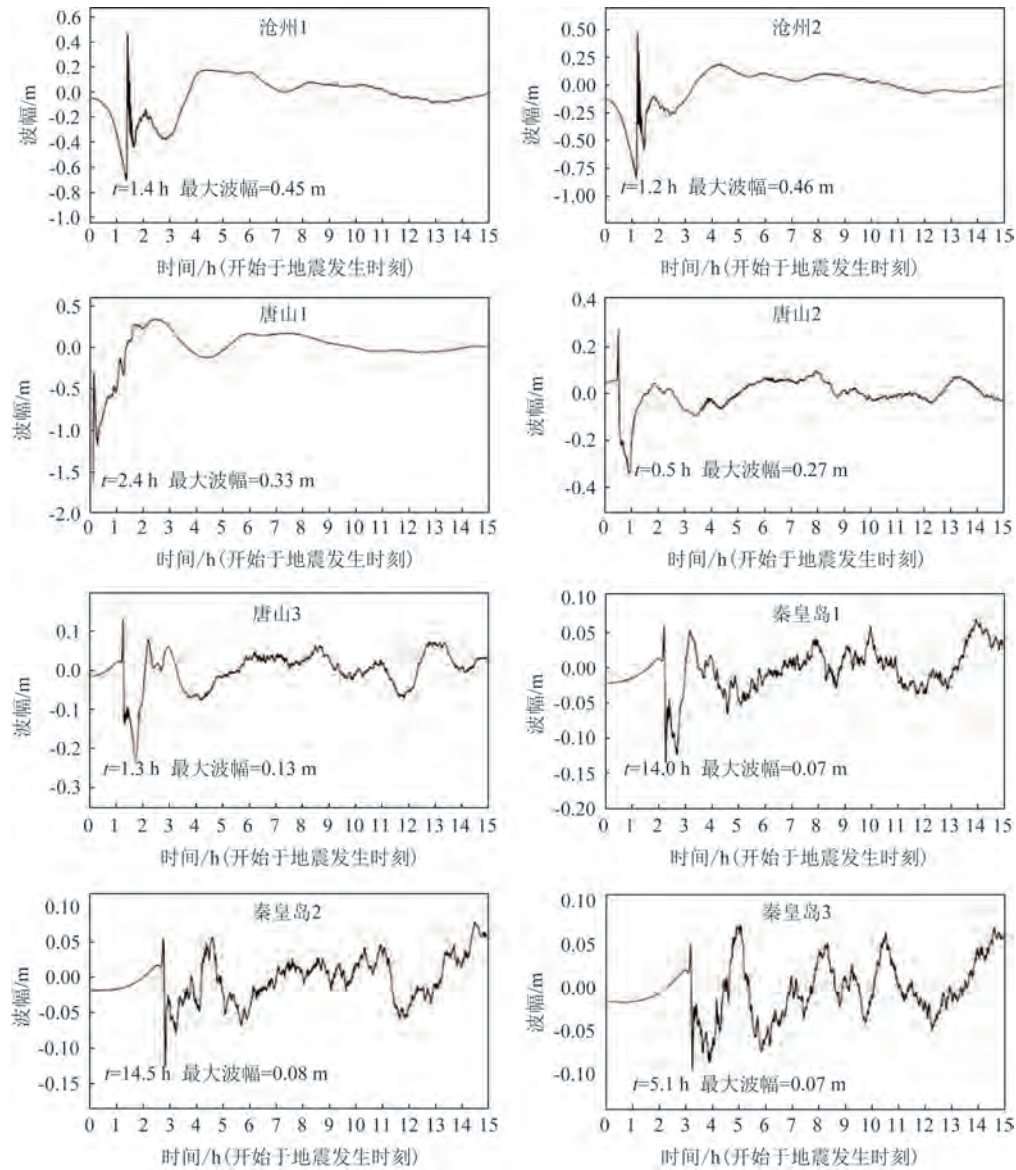 沧州1
0.6
0.4
0.2
0.0
-0.2
-0.4
-0.6
-0.8
-1.0
波幅/m
t=1.4 h 最大波幅=0.45 m
0 1 2 3 4 5 6 7 8 9 10 11 12 13 14 15
时间/h(开始于地震发生时刻)
沧州2
0.50
0.25
0.00
-0.25
-0.50
-0.75
-1.00
波幅/m
t=1.2 h 最大波幅=0.46 m
0 1 2 3 4 5 6 7 8 9 10 11 12 13 14 15
时间/h(开始于地震发生时刻)
唐山1
0.5
0.0
-0.5
-1.0
-1.5
-2.0
波幅/m
t=2.4 h 最大波幅=0.33 m
0 1 2 3 4 5 6 7 8 9 10 11 12 13 14 15
时间/h(开始于地震发生时刻)
唐山2
0.4
0.2
0.0
-0.2
-0.4
波幅/m
t=0.5 h 最大波幅=0.27 m
0 1 2 3 4 5 6 7 8 9 10 11 12 13 14 15
时间/h(开始于地震发生时刻)
唐山3
0.1
0.0
-0.1
-0.2
-0.3
波幅/m
t=1.3 h 最大波幅=0.13 m
0 1 2 3 4 5 6 7 8 9 10 11 12 13 14 15
时间/h(开始于地震发生时刻)
秦皇岛1
0.10
0.05
0.00
-0.05
-0.10
-0.15
-0.20
波幅/m
t=14.0 h 最大波幅=0.07 m
0 1 2 3 4 5 6 7 8 9 10 11 12 13 14 15
时间/h(开始于地震发生时刻)
秦皇岛2
0.10
0.05
0.00
-0.05
-0.10
-0.15
波幅/m
t=14.5 h 最大波幅=0.08 m
0 1 2 3 4 5 6 7 8 9 10 11 12 13 14 15
时间/h(开始于地震发生时刻)
秦皇岛3
0.10
0.05
0.00
-0.05
-0.10
波幅/m
t=5.1 h 最大波幅=0.07 m
0 1 2 3 4 5 6 7 8 9 10 11 12 13 14 15
时间/h(开始于地震发生时刻)